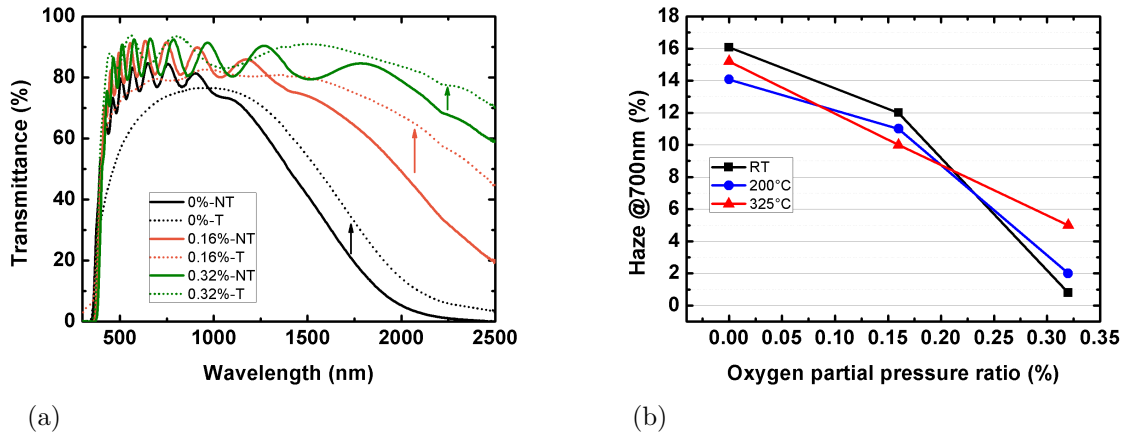 Transmittance (%)
100
80
60
40
20
0
500
1000
1500
2000
2500
Wavelength (nm)
0%-NT
0%-T
0.16%-NT
0.16%-T
0.32%-NT
0.32%-T
(a)
Haze @700nm (%)
18
16
14
12
10
8
6
4
2
0
0.00
0.05
0.10
0.15
0.20
0.25
0.30
0.35
Oxygen partial pressure ratio (%)
RT
200°C
325°C
(b)